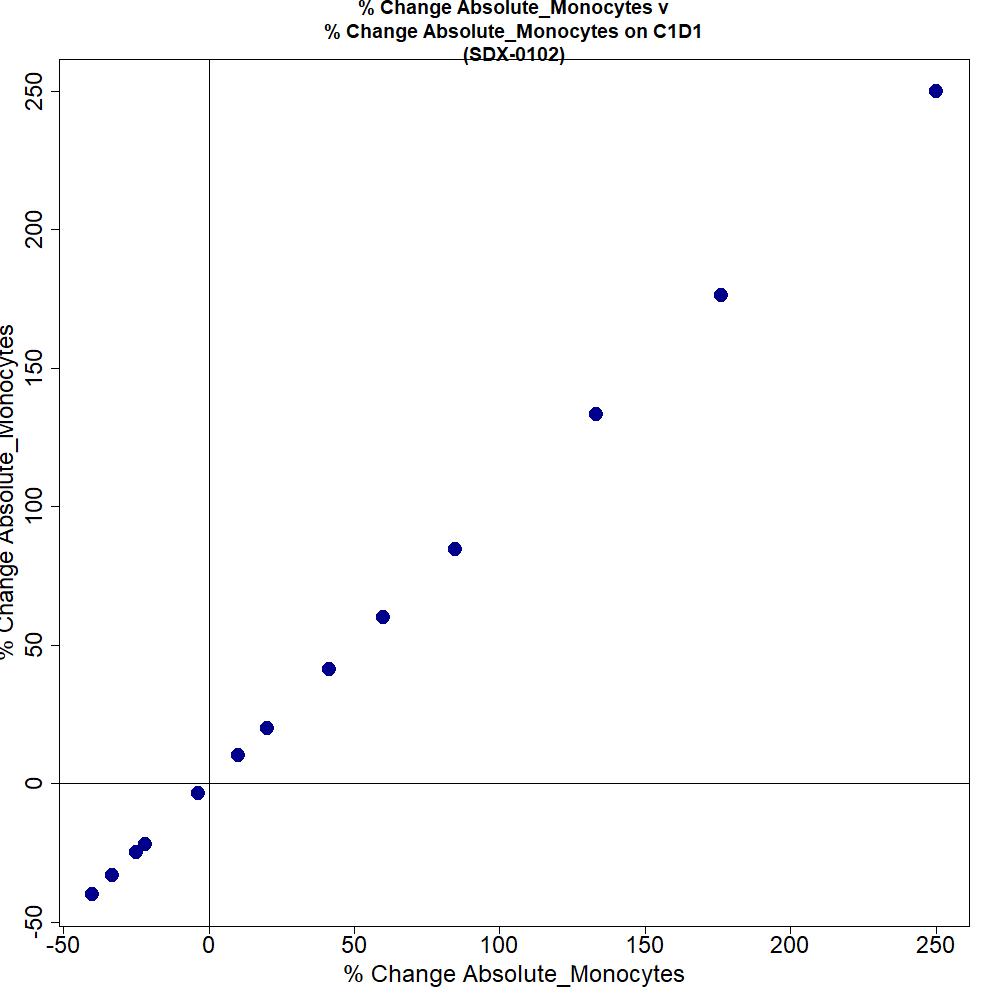 % Change Absolute_Monocytes v
% Change Absolute_Monocytes on C1D1
(SDX-0102)
% Change Absolute_Monocytes
250
200
150
100
50
0
-50
-50
0
50
100
150
200
250
% Change Absolute_Monocytes